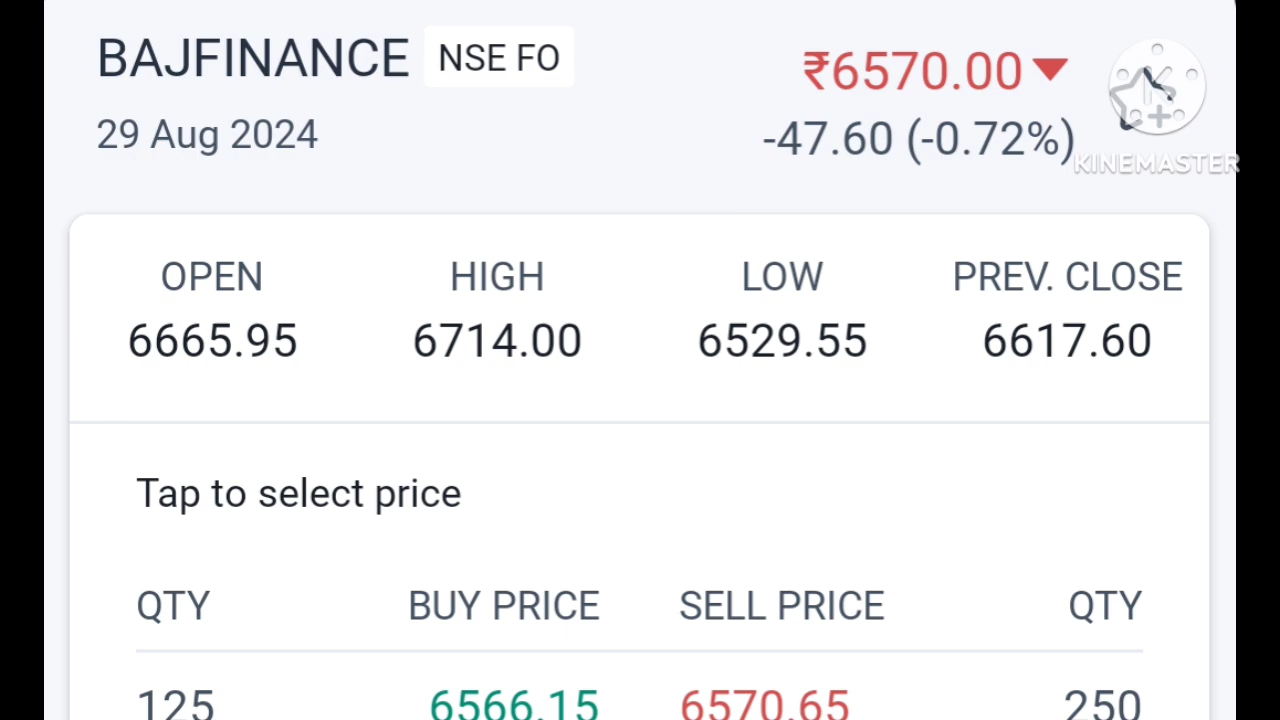 BAJFINANCE NSE FO ₹6570.00
29 Aug 2024 -47.60 (-0.72%)
KINEMASTER
OPEN HIGH LOW PREV. CLOSE
6665.95 6714.00 6529.55 6617.60
Tap to select price
QTY BUY PRICE SELL PRICE QTY
125 6566.15 6570.65 250